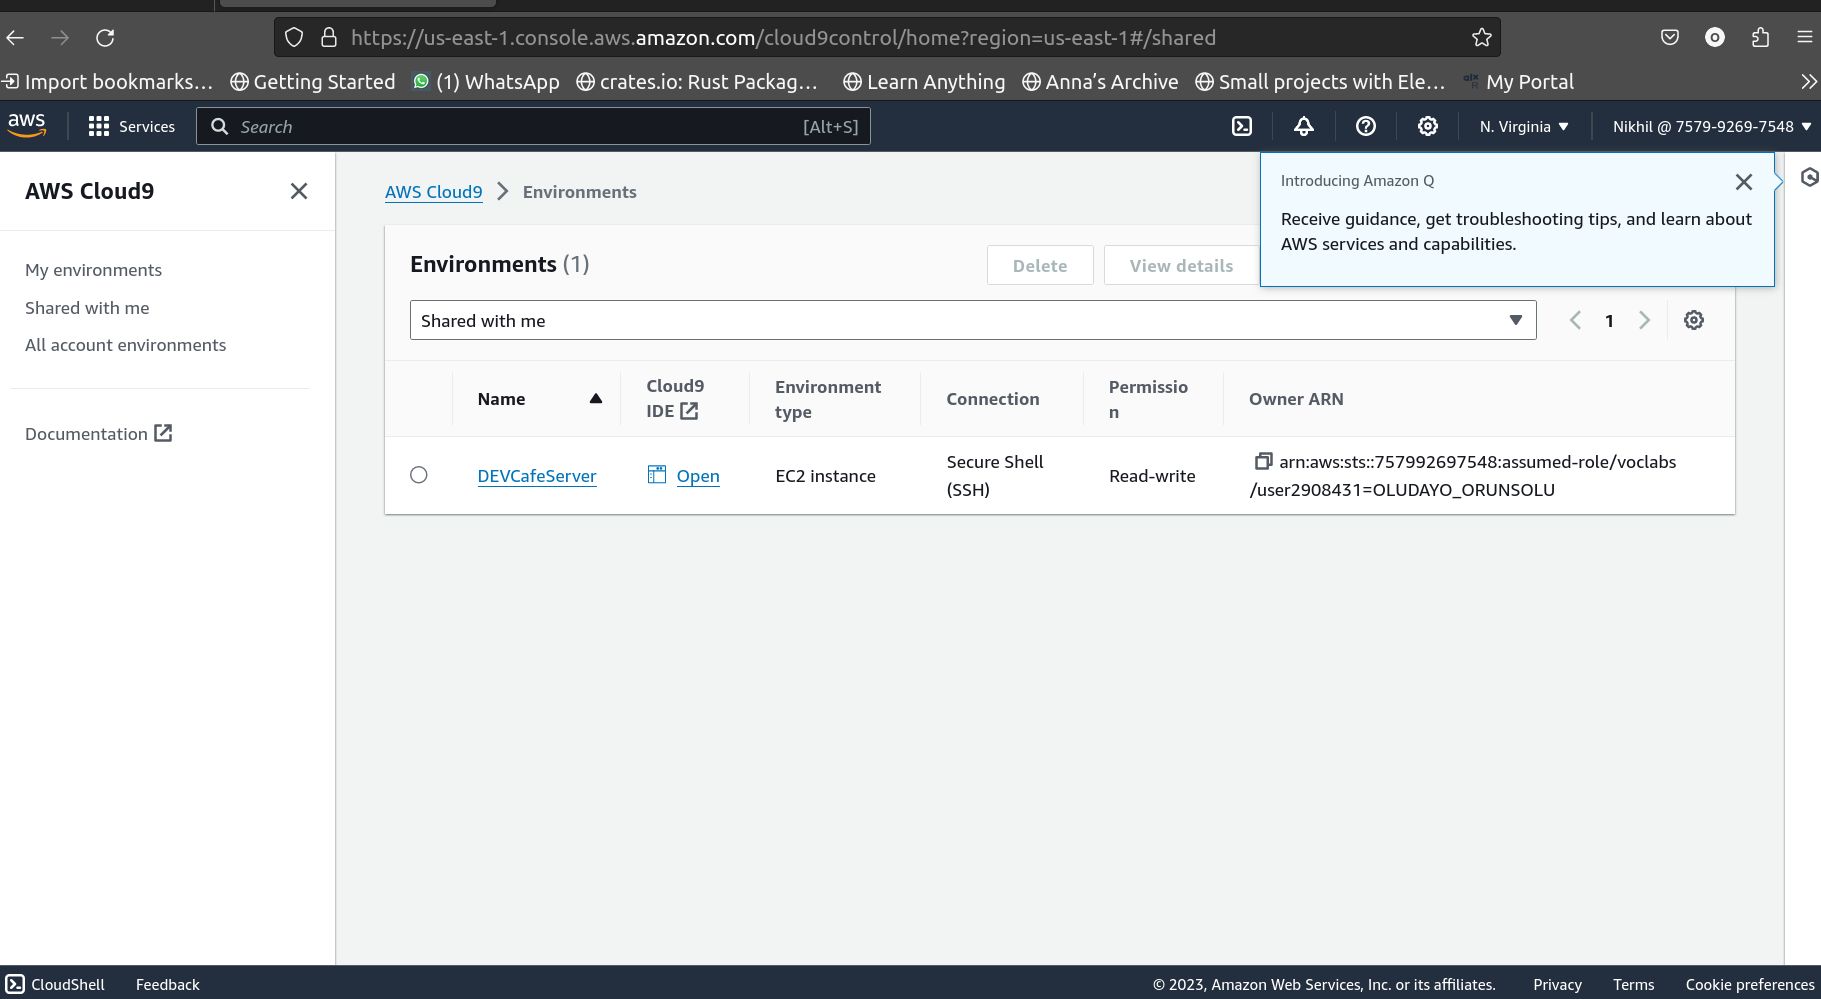 https://us-east-1.console.aws.amazon.com/cloud9control/home?region=us-east-1#/shared
Import bookmarks... Getting Started (1) WhatsApp crates.io: Rust Packag... Learn Anything Anna’s Archive Small projects with Ele... My Portal
aws Services Search [Alt+S] N. Virginia Nikhil @ 7579-9269-7548
AWS Cloud9
My environments
Shared with me
All account environments
Documentation
AWS Cloud9 Environments
Introducing Amazon Q
Receive guidance, get troubleshooting tips, and learn about
AWS services and capabilities.
Environments (1)
Delete View details
Shared with me
1
Name
Cloud9
IDE
Environment
type
Connection
Permissio
n
Owner ARN
DEVCafeServer
Open
EC2 instance
Secure Shell
(SSH)
Read-write
arn:aws:sts::757992697548:assumed-role/voclabs
/user2908431=OLUDAYO_ORUNSOLU
CloudShell Feedback © 2023, Amazon Web Services, Inc. or its affiliates. Privacy Terms Cookie preferences